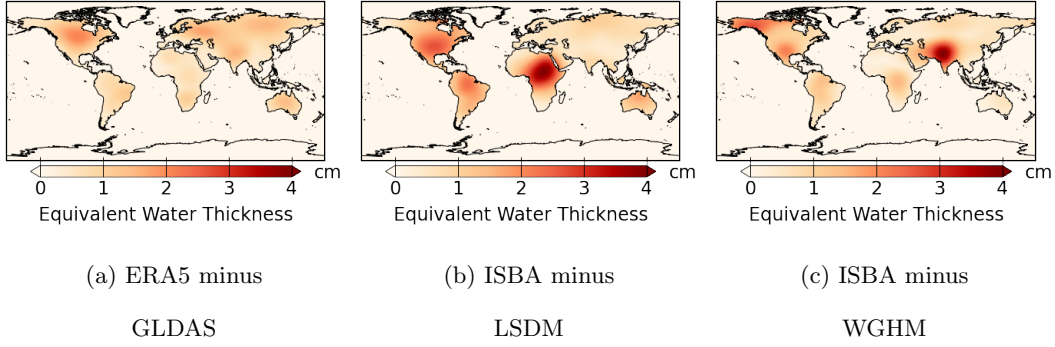 0 1 2 3 4 cm
Equivalent Water Thickness
(a) ERA5 minus
GLDAS
0 1 2 3 4 cm
Equivalent Water Thickness
(b) ISBA minus
LSDM
0 1 2 3 4 cm
Equivalent Water Thickness
(c) ISBA minus
WGHM